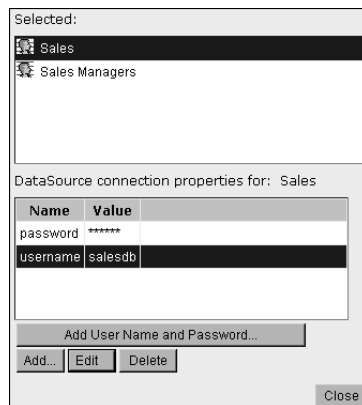 Selected:
Sales
Sales Managers
DataSource connection properties for: Sales
Name Value
password ******
username salesdb
Add User Name and Password...
Add... Edit Delete
Close